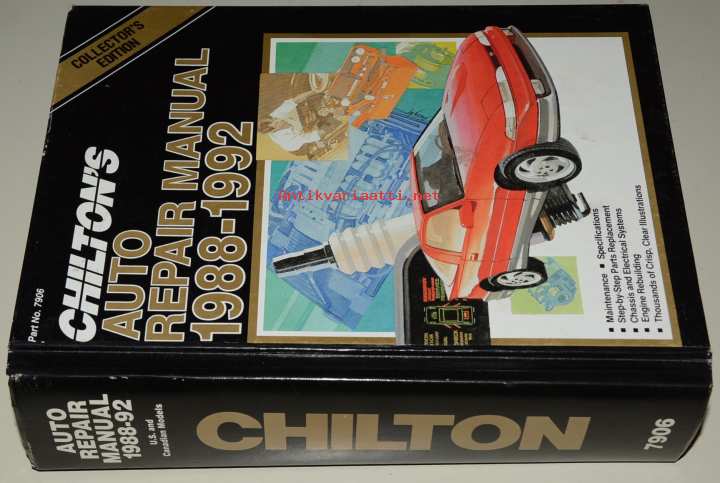 COLLECTOR'S
EDITION
Part No. 7906
CHILTON'S
AUTO
REPAIR MANUAL
1988-1992
Antikvariaatti.net
■ Maintenance ■ Specifications
■ Step-by-Step Parts Replacement
■ Chassis and Electrical Systems
■ Engine Rebuilding
■ Thousands of Crisp, Clear Illustrations
AUTO
REPAIR
MANUAL
1988-92
U.S. and
Canadian Models
CHILTON
7906